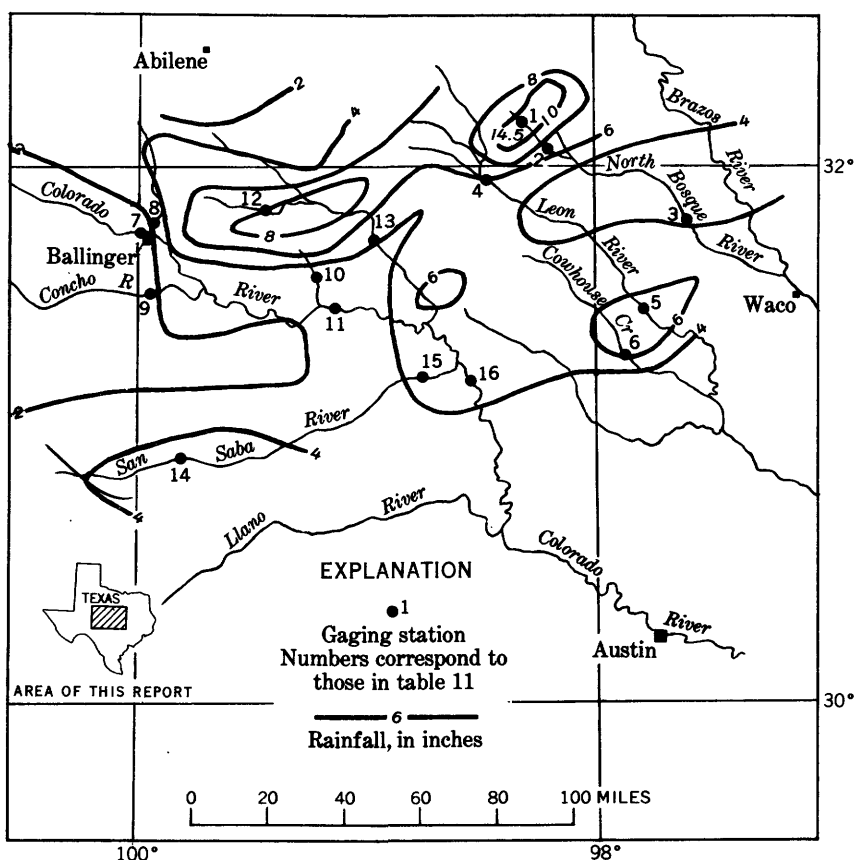 Abilene
2
4
8
10
14.5
1
2
6
4
Brazos
River
32°
North
Bosque
River
2
Colorado
7
8
12
8
13
4
Leon
River
3
Ballinger
Concho R
9
River
10
11
6
Cowhouse
Cr
5
6
6
4
Waco
15
16
2
San
Saba
River
4
14
4
Llano
River
Colorado
River
Austin
TEXAS
AREA OF THIS REPORT
EXPLANATION
1
Gaging station
Numbers correspond to
those in table 11
6
Rainfall, in inches
30°
0 20 40 60 80 100 MILES
100° 98°